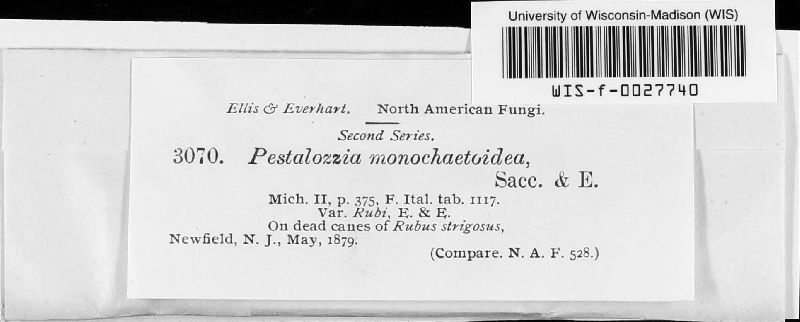 University of Wisconsin-Madison (WIS)
WIS-f-0027740
Ellis & Everhart. North American Fungi.
Second Series.
3070. Pestalozzia monochaetoidea,
Sacc. & E.
Mich. II, p. 375, F. Ital. tab. 1117.
Var. Rubi, E. & E.
On dead canes of Rubus strigosus,
Newfield, N. J., May, 1879.
(Compare. N. A. F. 528.)